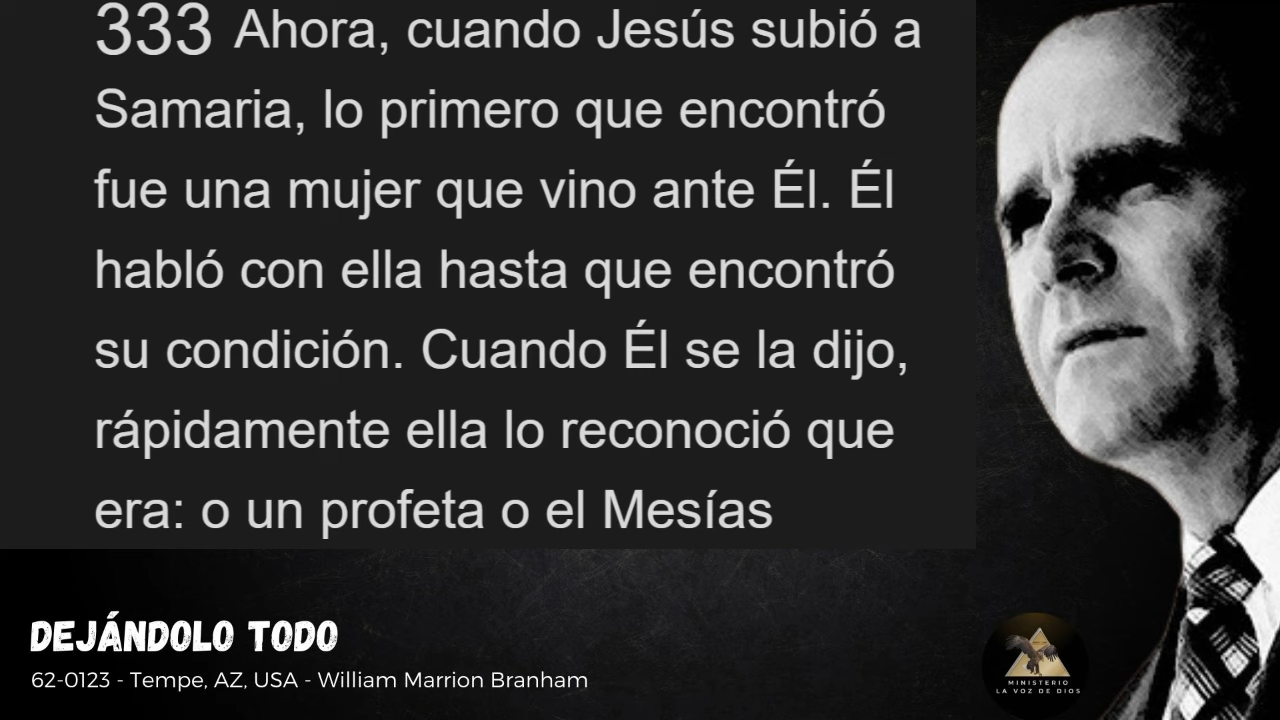 333 Ahora, cuando Jesús subió a
Samaria, lo primero que encontró
fue una mujer que vino ante Él. Él
habló con ella hasta que encontró
su condición. Cuando Él se la dijo,
rápidamente ella lo reconoció que
era: o un profeta o el Mesías
DEJÁNDOLO TODO
62-0123 - Tempe, AZ, USA - William Marrion Branham
MINISTERIO
LA VOZ DE DIOS